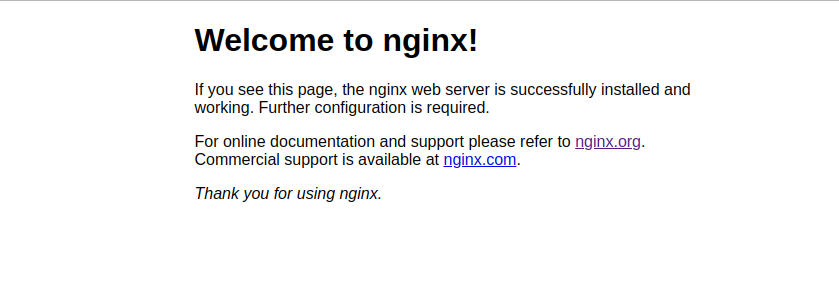 Welcome to nginx!
If you see this page, the nginx web server is successfully installed and
working. Further configuration is required.
For online documentation and support please refer to nginx.org.
Commercial support is available at nginx.com.
Thank you for using nginx.